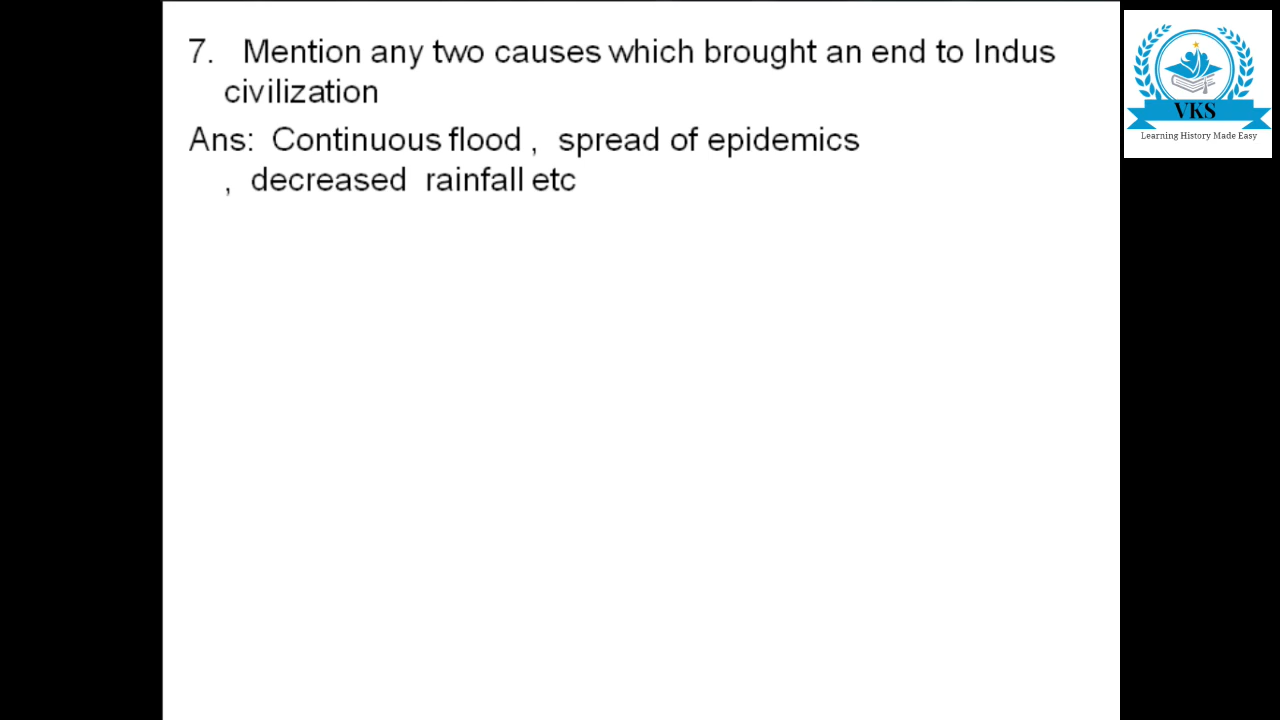 7. Mention any two causes which brought an end to Indus
civilization
Ans: Continuous flood , spread of epidemics
, decreased rainfall etc
VKS
Learning History Made Easy